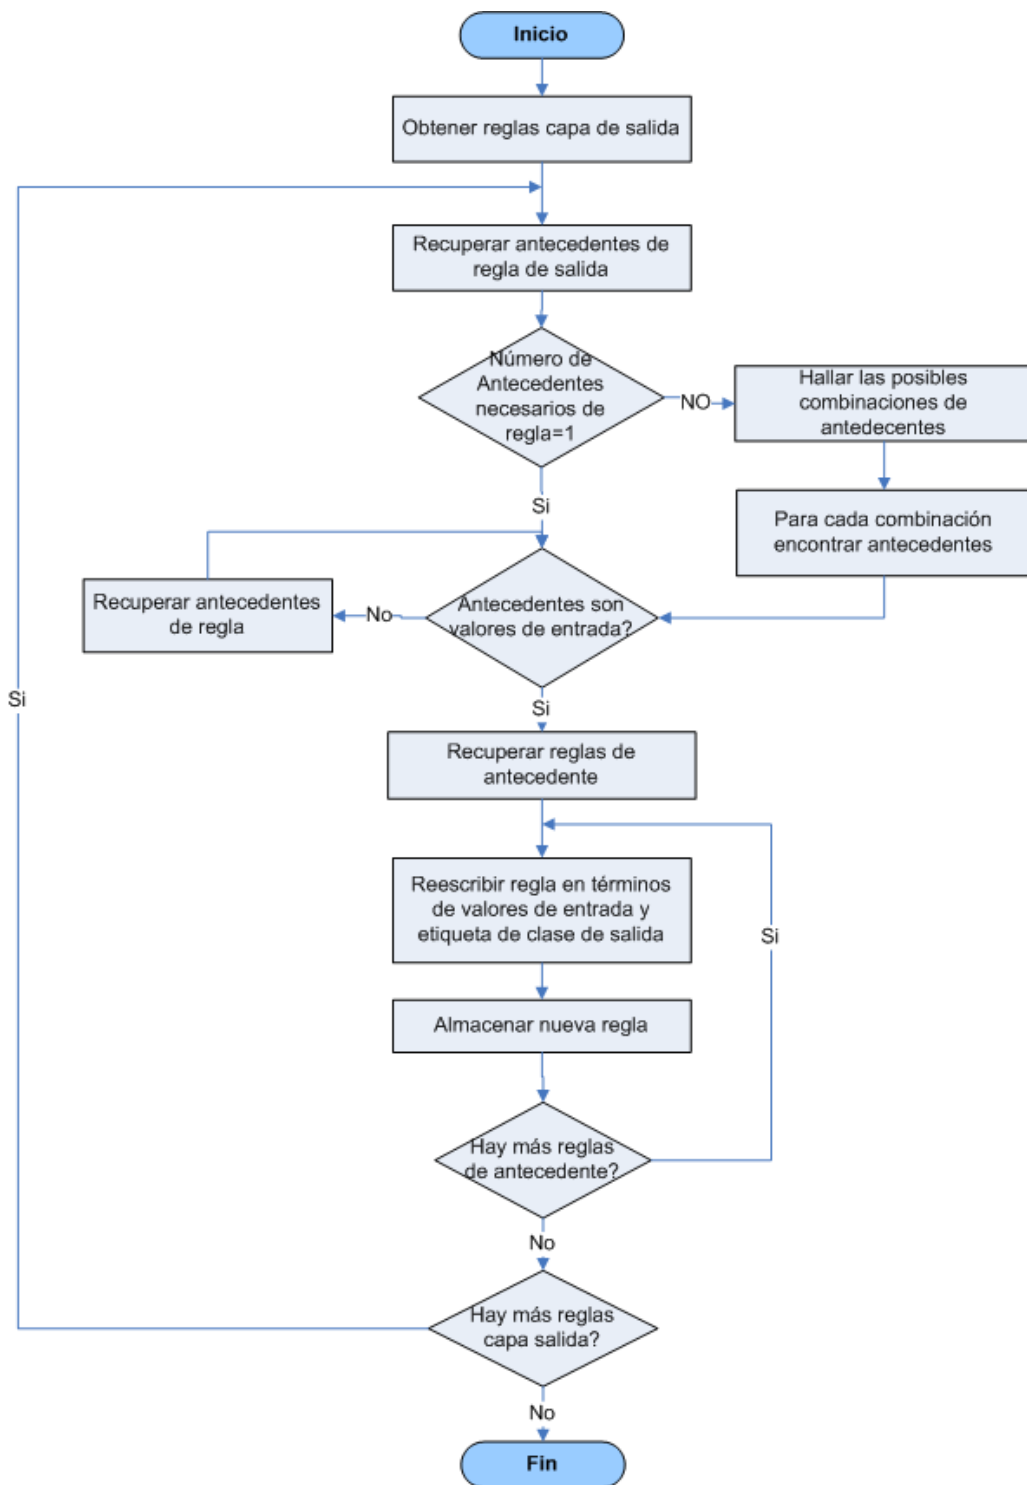 Inicio
Obtener reglas capa de salida
Recuperar antecedentes de
regla de salida
Número de
Antecedentes
necesarios de
regla=1
NO
Hallar las posibles
combinaciones de
antedecentes
Si
Para cada combinación
encontrar antecedentes
Recuperar antecedentes
de regla
No
Antecedentes son
valores de entrada?
Si
Si
Recuperar reglas de
antecedente
Reescribir regla en términos
de valores de entrada y
etiqueta de clase de salida
Si
Almacenar nueva regla
Hay más reglas
de antecedente?
No
Hay más reglas
capa salida?
No
Fin